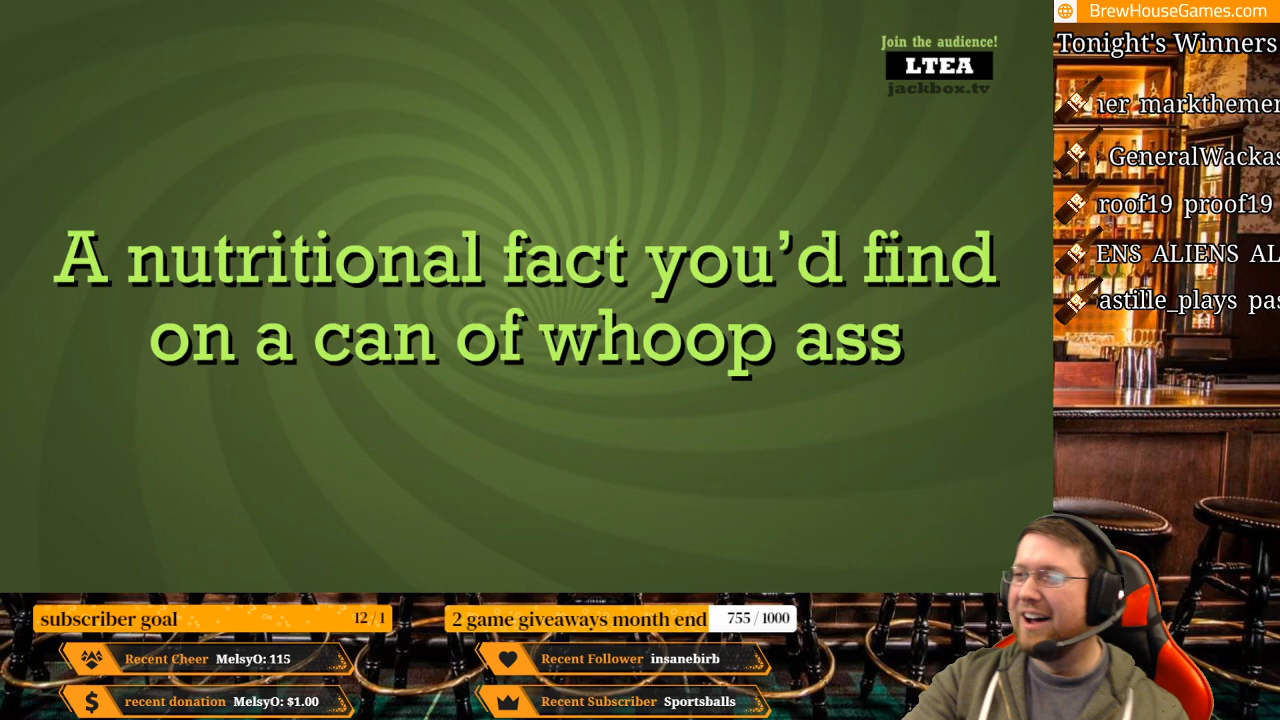 BrewHouseGames.com
Join the audience!
LTEA
jackbox.tv
Tonight's Winners
markthemer
GeneralWackas
roof19 proof19
ENS ALIENS AL
astille_plays pas
A nutritional fact you'd find
on a can of whoop ass
subscriber goal 12 / 1
2 game giveaways month end 755 / 1000
Recent Cheer MelsyO: 115
Recent Follower insanebirb
recent donation MelsyO: $1.00
Recent Subscriber Sportsballs